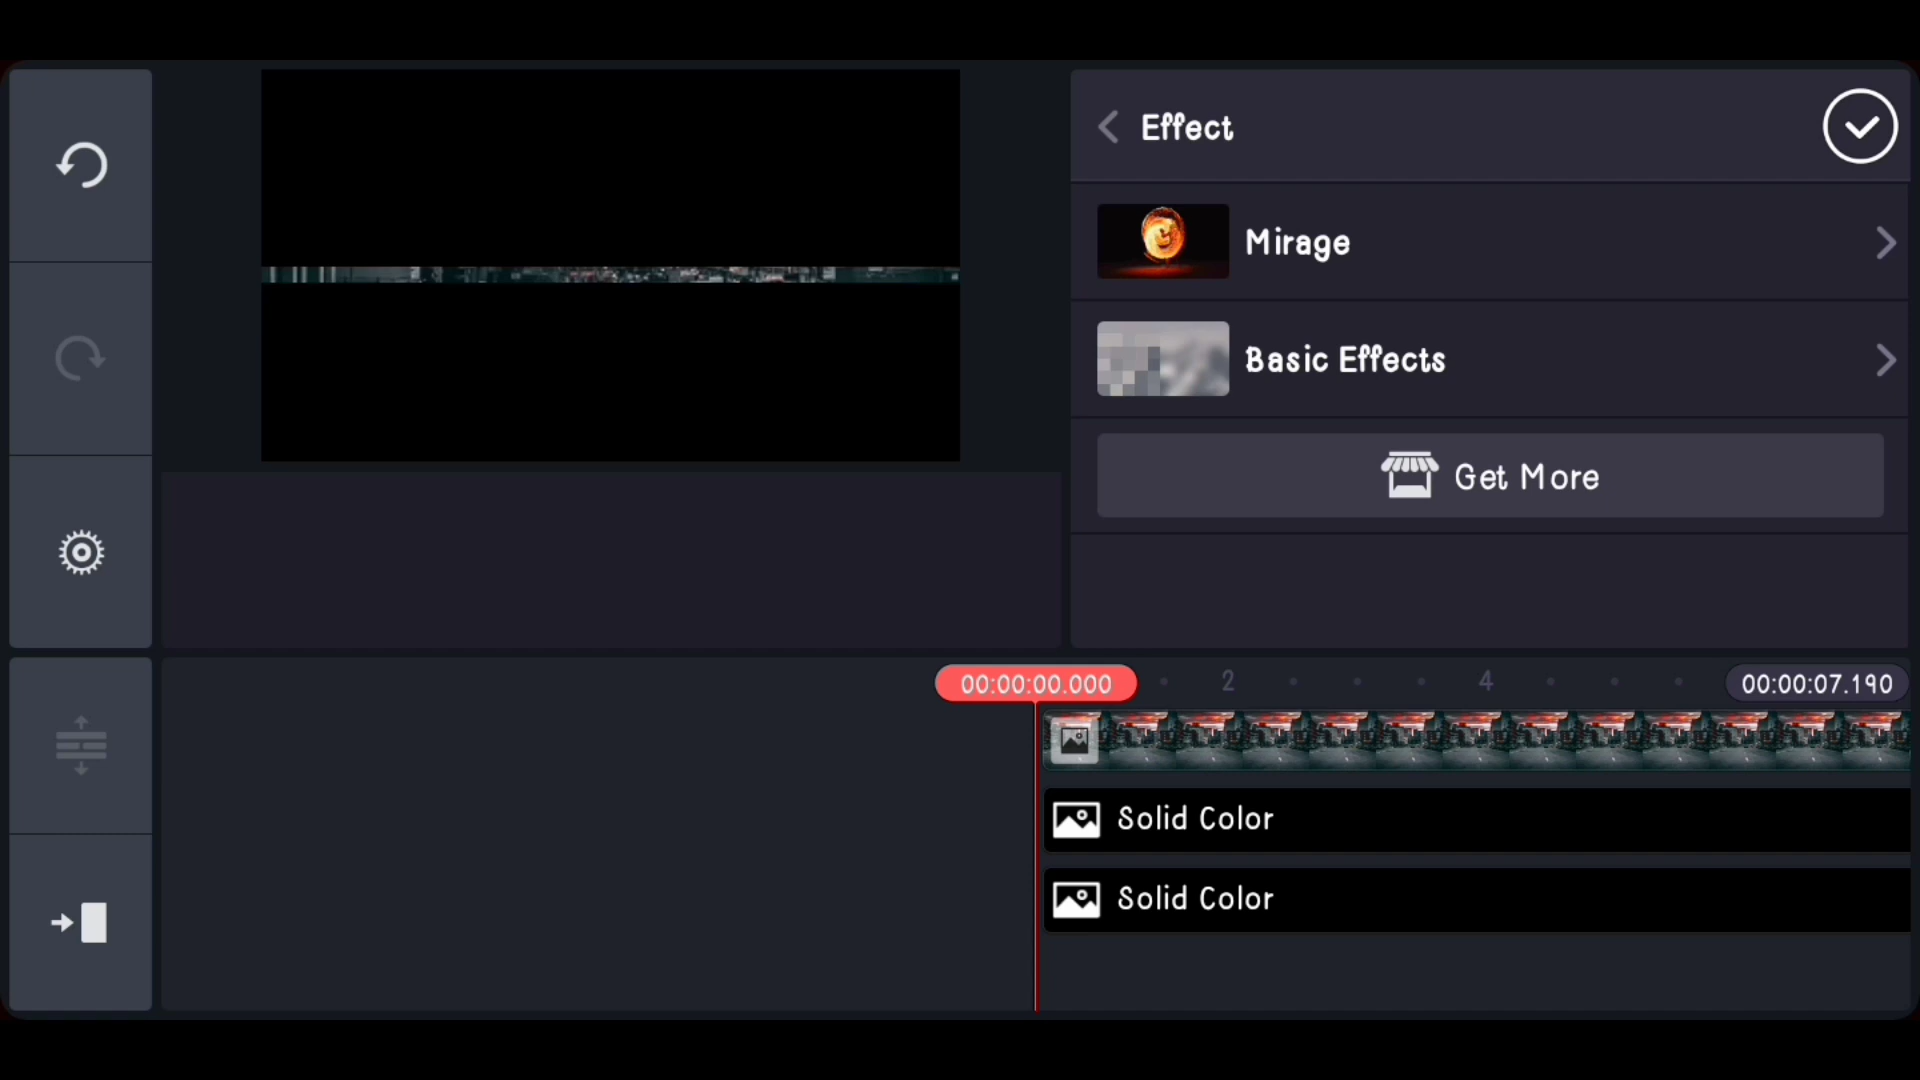 Effect
Mirage
Basic Effects
Get More
00:00:00.000
2
4
00:00:07.190
Solid Color
Solid Color